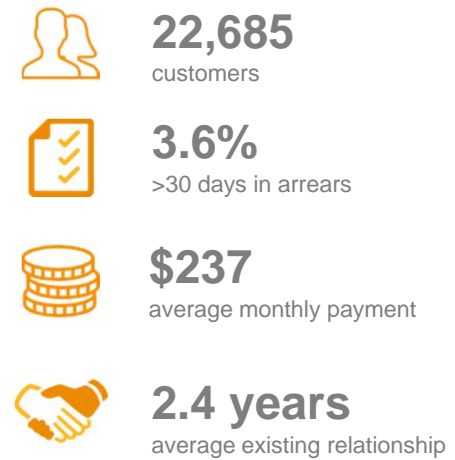 22,685
customers
3.6%
>30 days in arrears
$237
average monthly payment
2.4 years
average existing relationship